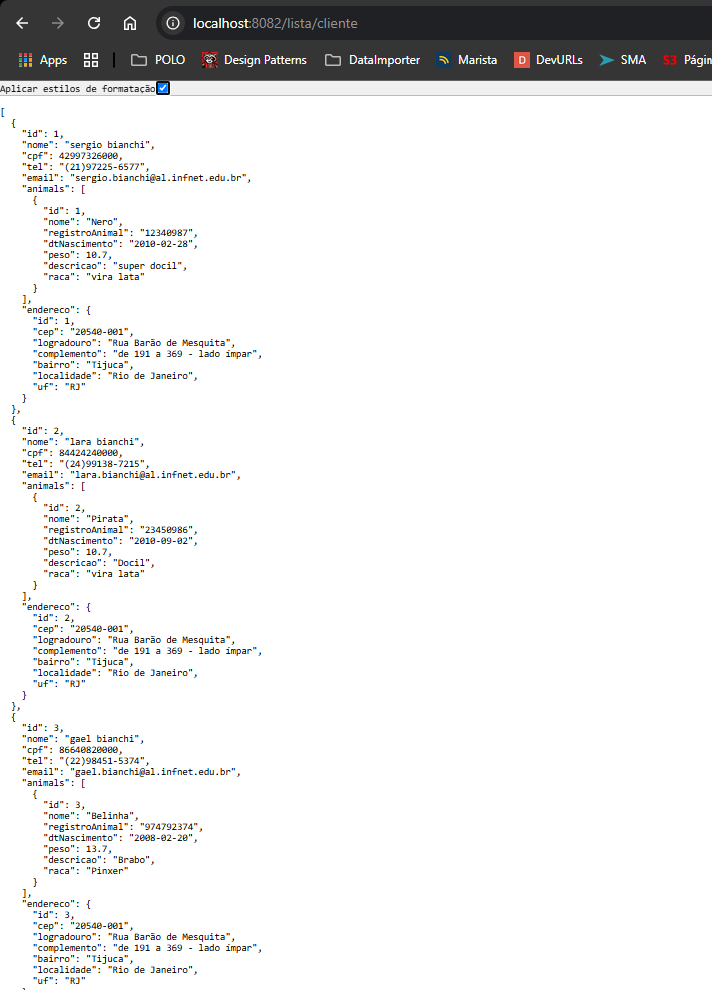 localhost:8082/lista/cliente
Apps POLO Design Patterns DataImporter Marista D DevURLs SMA S3 Págin
Aplicar estilos de formatação
[
  {
    "id": 1,
    "nome": "sergio bianchi",
    "cpf": 42997326000,
    "tel": "(21)97225-6577",
    "email": "sergio.bianchi@al.infnet.edu.br",
    "animals": [
      {
        "id": 1,
        "nome": "Nero",
        "registroAnimal": "12340987",
        "dtNascimento": "2010-02-28",
        "peso": 10.7,
        "descricao": "super docil",
        "raca": "vira lata"
      }
    ],
    "endereco": {
      "id": 1,
      "cep": "20540-001",
      "logradouro": "Rua Barão de Mesquita",
      "complemento": "de 191 a 369 - lado ímpar",
      "bairro": "Tijuca",
      "localidade": "Rio de Janeiro",
      "uf": "RJ"
    }
  },
  {
    "id": 2,
    "nome": "lara bianchi",
    "cpf": 84424240000,
    "tel": "(24)99138-7215",
    "email": "lara.bianchi@al.infnet.edu.br",
    "animals": [
      {
        "id": 2,
        "nome": "Pirata",
        "registroAnimal": "23450986",
        "dtNascimento": "2010-09-02",
        "peso": 10.7,
        "descricao": "Docil",
        "raca": "vira lata"
      }
    ],
    "endereco": {
      "id": 2,
      "cep": "20540-001",
      "logradouro": "Rua Barão de Mesquita",
      "complemento": "de 191 a 369 - lado ímpar",
      "bairro": "Tijuca",
      "localidade": "Rio de Janeiro",
      "uf": "RJ"
    }
  },
  {
    "id": 3,
    "nome": "gael bianchi",
    "cpf": 86640820000,
    "tel": "(22)98451-5374",
    "email": "gael.bianchi@al.infnet.edu.br",
    "animals": [
      {
        "id": 3,
        "nome": "Belinha",
        "registroAnimal": "974792374",
        "dtNascimento": "2008-02-20",
        "peso": 13.7,
        "descricao": "Brabo",
        "raca": "Pinxer"
      }
    ],
    "endereco": {
      "id": 3,
      "cep": "20540-001",
      "logradouro": "Rua Barão de Mesquita",
      "complemento": "de 191 a 369 - lado ímpar",
      "bairro": "Tijuca",
      "localidade": "Rio de Janeiro",
      "uf": "RJ"